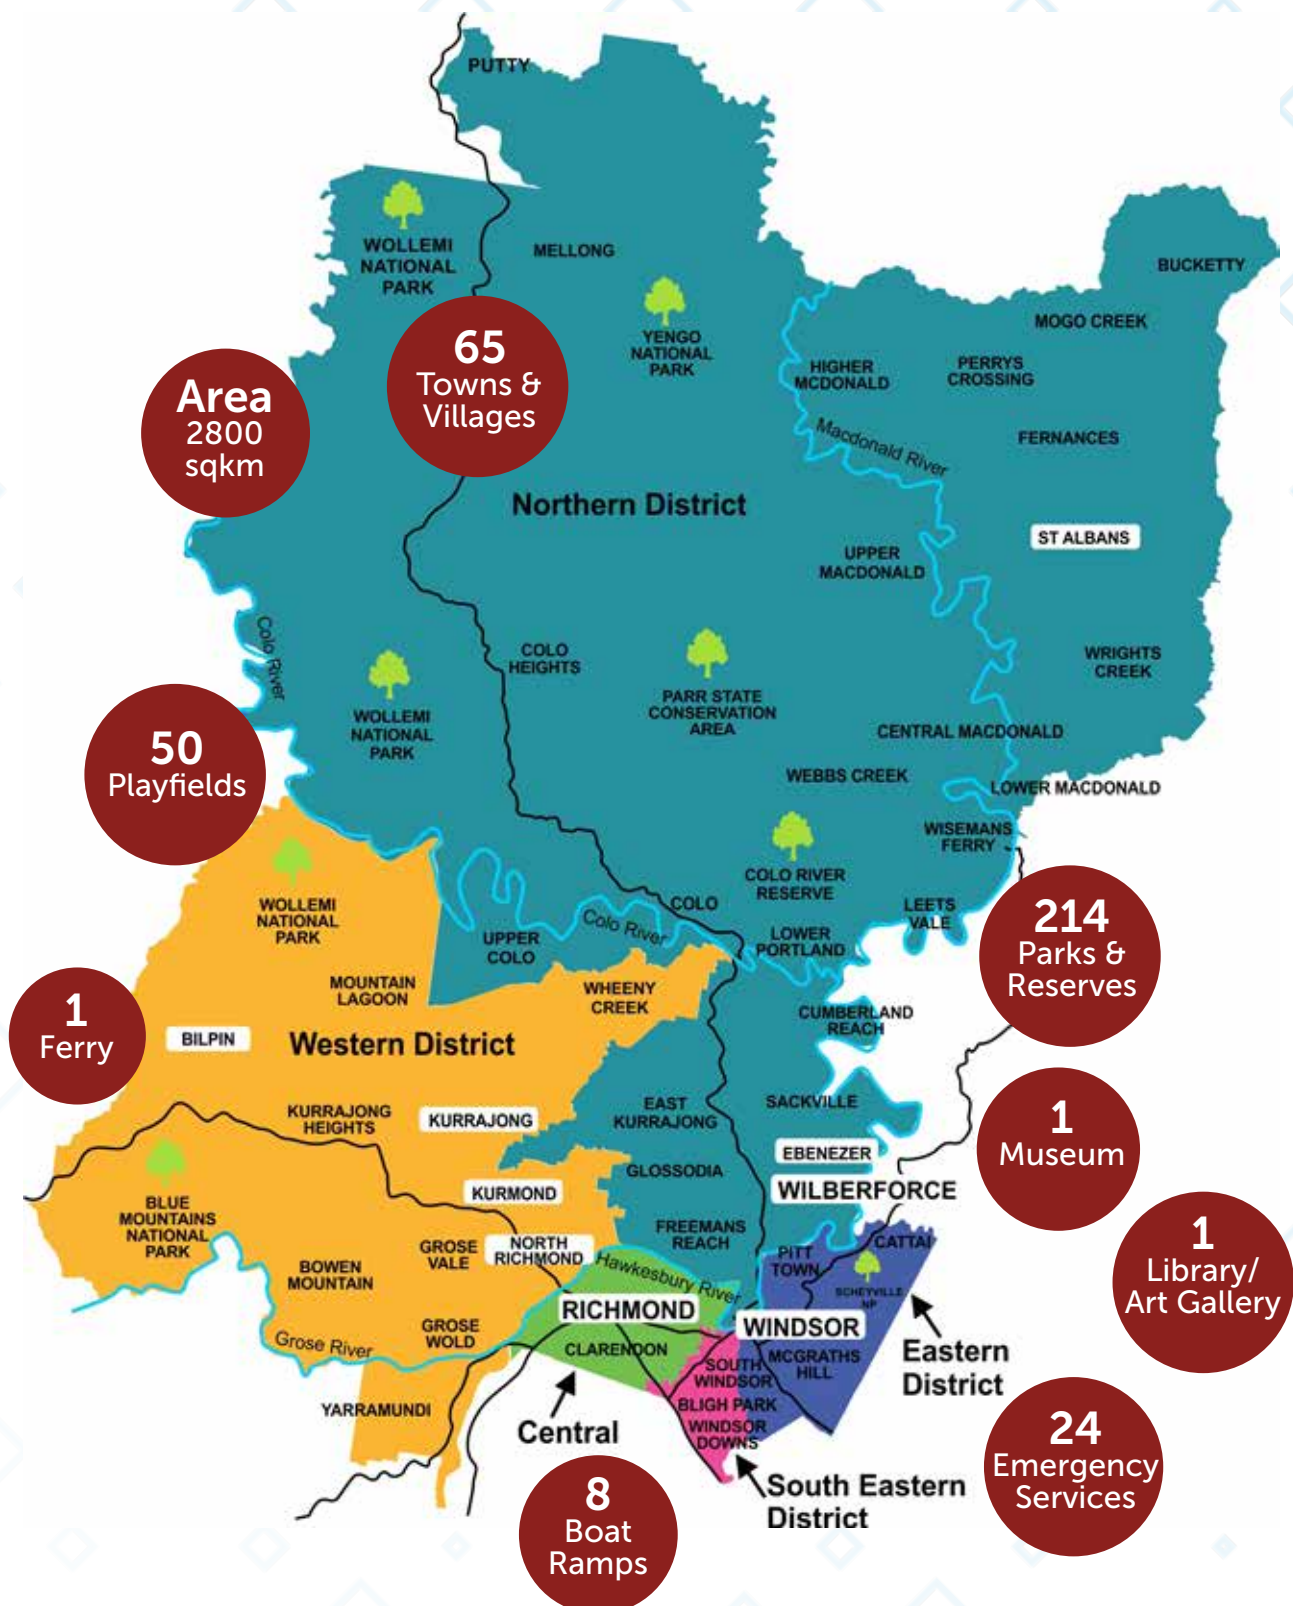 PUTTY
WOLLEMI
NATIONAL
PARK
MELLONG
BUCKETTY
YENGO
NATIONAL
PARK
MOGO CREEK
HIGHER
MCDONALD
PERRYS
CROSSING
65
Towns &
Villages
Area
2800
sqkm
Macdonald River
FERNANCES
Northern District
ST ALBANS
UPPER
MACDONALD
Colo River
COLO
HEIGHTS
WRIGHTS
CREEK
PARR STATE
CONSERVATION
AREA
WOLLEMI
NATIONAL
PARK
CENTRAL MACDONALD
50
Playfields
WEBBS CREEK
LOWER MACDONALD
WISEMANS
FERRY
COLO RIVER
RESERVE
WOLLEMI
NATIONAL
PARK
COLO
LEETS
VALE
Colo River
214
Parks &
Reserves
UPPER
COLO
LOWER
PORTLAND
MOUNTAIN
LAGOON
WHEENY
CREEK
CUMBERLAND
REACH
1
Ferry
BILPIN
Western District
KURRAJONG
HEIGHTS
KURRAJONG
EAST
KURRAJONG
SACKVILLE
1
Museum
EBENEZER
GLOSSODIA
WILBERFORCE
KURMOND
BLUE
MOUNTAINS
NATIONAL
PARK
FREEMANS
REACH
GROSE
VALE
NORTH
RICHMOND
PITT
TOWN
CATTAI
1
Library/
Art Gallery
BOWEN
MOUNTAIN
Hawkesbury River
SCHEYVILLE
NP
RICHMOND
WINDSOR
Grose River
GROSE
WOLD
CLARENDON
SOUTH
WINDSOR
MCGRATHS
HILL
Eastern
District
YARRAMUNDI
BLIGH PARK
WINDSOR
DOWNS
Central
24
Emergency
Services
South Eastern
District
8
Boat
Ramps